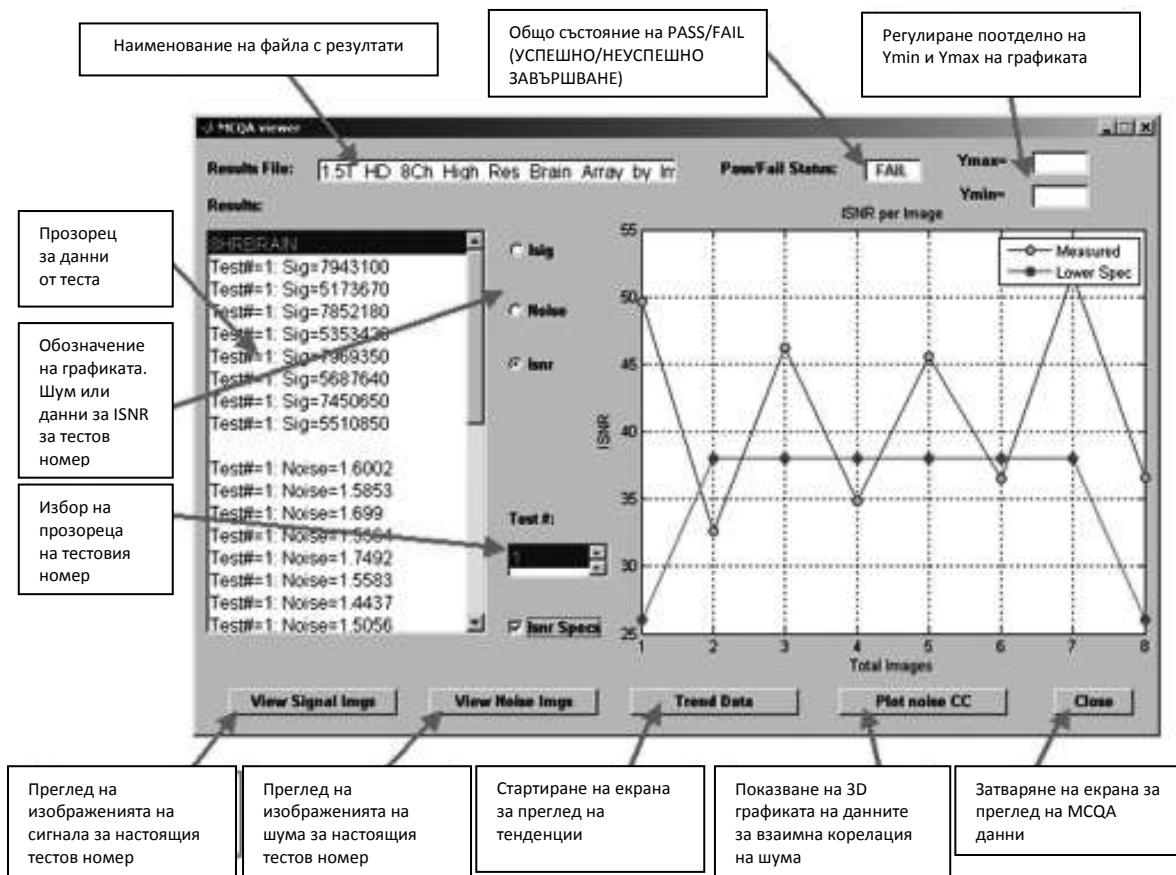 Наименование на файла с резултати
Общо състояние на PASS/FAIL
(УСПЕШНО/НЕУСПЕШНО
ЗАВЪРШВАНЕ)
Регулиране поотделно на
Ymin и Ymax на графиката
MCQA viewer
Results File:
1.5T HD 8Ch High Res Brain Array by Im
Pass/Fail Status:
FAIL
Ymax=
Ymin=
Results:
8HRBRAIN
Test#=1: Sig=7943100
Test#=1: Sig=5173670
Test#=1: Sig=7852180
Test#=1: Sig=5353420
Test#=1: Sig=7969350
Test#=1: Sig=5687640
Test#=1: Sig=7450650
Test#=1: Sig=5510850
Test#=1: Noise=1.6002
Test#=1: Noise=1.5853
Test#=1: Noise=1.699
Test#=1:
Test#=1: Noise=1.7492
Test#=1: Noise=1.5583
Test#=1: Noise=1.4437
Test#=1: Noise=1.5056
Isig
Noise
Isnr
Test #:
1
Isnr Specs
ISNR per Image
Measured
Lower Spec
ISNR
55
50
45
40
35
30
25
1 2 3 4 5 6 7 8
Total Images
View Signal Imgs
View Noise Imgs
Trend Data
Plot noise CC
Close
Прозорец
за данни
от теста
Обозначение
на графиката.
Шум или
данни за ISNR
за тестов
номер
Избор на
прозореца
на тестовия
номер
Преглед на
изображенията на
сигнала за настоящия
тестов номер
Преглед на
изображенията на
шума за настоящия
тестов номер
Стартиране на екрана
за преглед на
тенденции
Показване на 3D
графиката на данните
за взаимна корелация
на шума
Затваряне на екрана за
преглед на MCQA
данни